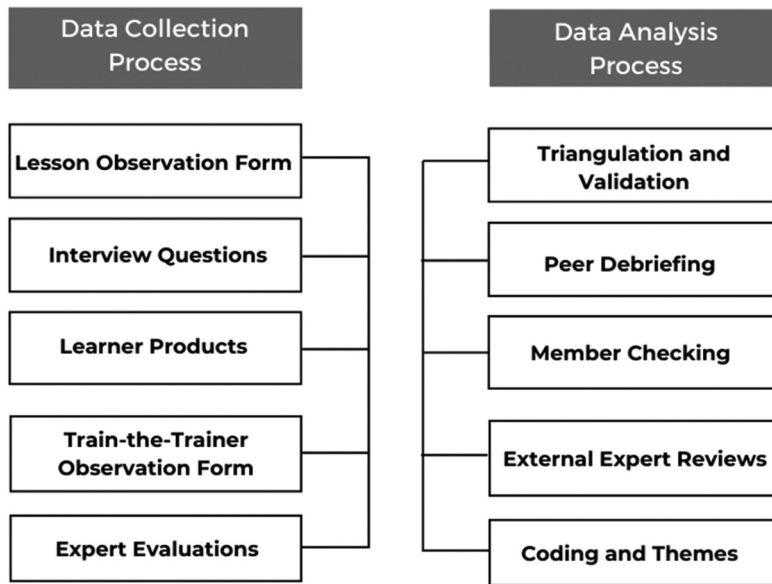 Data Collection
Process
Lesson Observation Form
Interview Questions
Learner Products
Train-the-Trainer
Observation Form
Expert Evaluations
Data Analysis
Process
Triangulation and
Validation
Peer Debriefing
Member Checking
External Expert Reviews
Coding and Themes